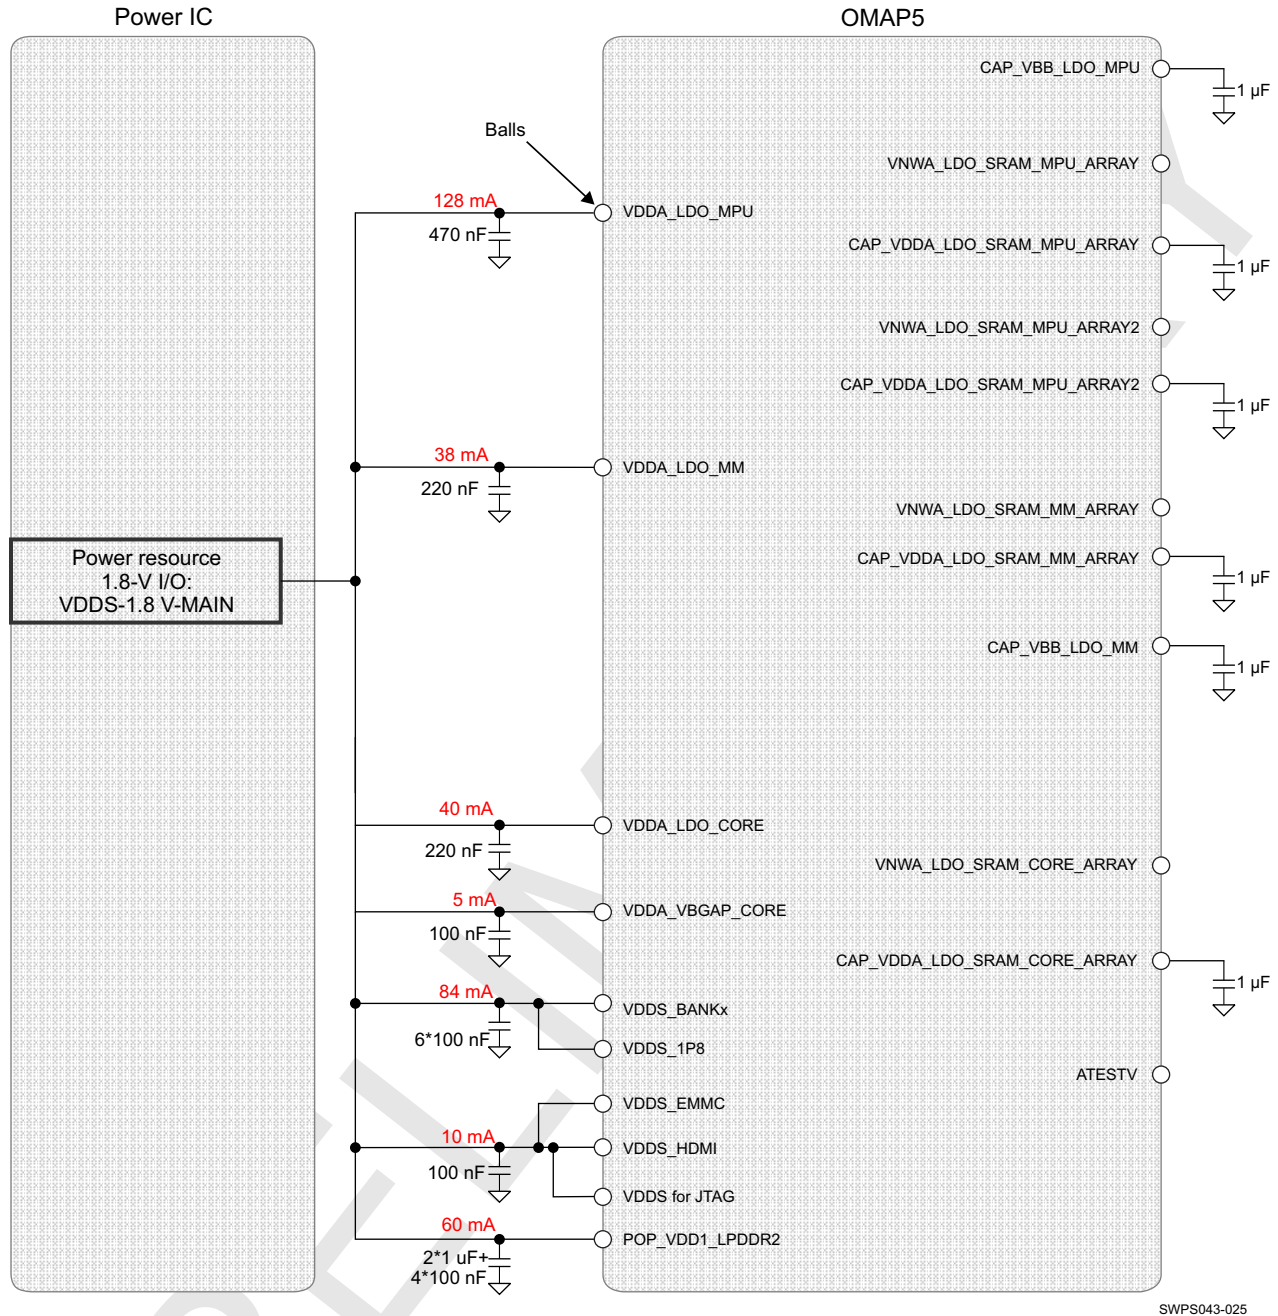 Power IC
OMAP5
CAP_VBB_LDO_MPU
1 µF
Balls
VNWA_LDO_SRAM_MPU_ARRAY
128 mA
VDDA_LDO_MPU
470 nF
CAP_VDDA_LDO_SRAM_MPU_ARRAY
1 µF
VNWA_LDO_SRAM_MPU_ARRAY2
CAP_VDDA_LDO_SRAM_MPU_ARRAY2
1 µF
38 mA
VDDA_LDO_MM
220 nF
VNWA_LDO_SRAM_MM_ARRAY
CAP_VDDA_LDO_SRAM_MM_ARRAY
1 µF
Power resource
1.8-V I/O:
VDDS-1.8 V-MAIN
CAP_VBB_LDO_MM
1 µF
40 mA
VDDA_LDO_CORE
220 nF
VNWA_LDO_SRAM_CORE_ARRAY
5 mA
VDDA_VBGAP_CORE
100 nF
CAP_VDDA_LDO_SRAM_CORE_ARRAY
1 µF
84 mA
VDDS_BANKx
6*100 nF
VDDS_1P8
ATESTV
VDDS_EMMC
10 mA
VDDS_HDMI
100 nF
VDDS for JTAG
60 mA
POP_VDD1_LPDDR2
2*1 uF+
4*100 nF
SWPS043-025